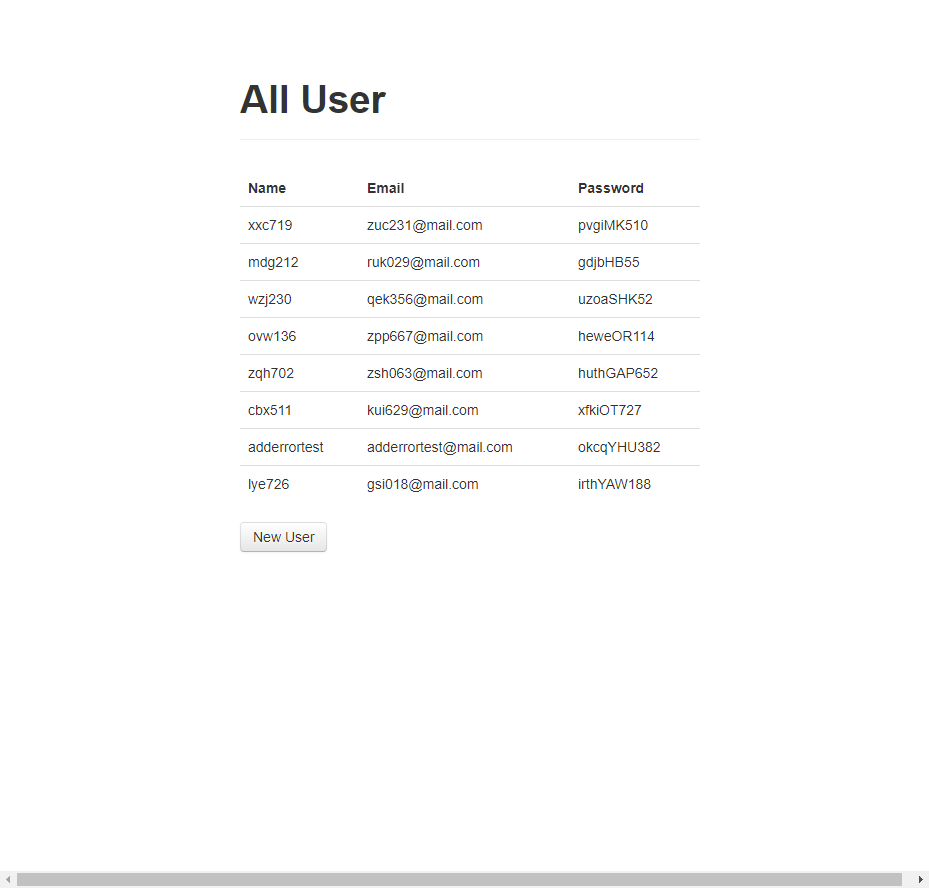 All User
Name Email Password
xxc719 zuc231@mail.com pvgiMK510
mdg212 ruk029@mail.com gdjbHB55
wzj230 qek356@mail.com uzoaSHK52
ovw136 zpp667@mail.com heweOR114
zqh702 zsh063@mail.com huthGAP652
cbx511 kui629@mail.com xfkiOT727
adderrortest adderrortest@mail.com okcqYHU382
lye726 gsi018@mail.com irthYAW188
New User